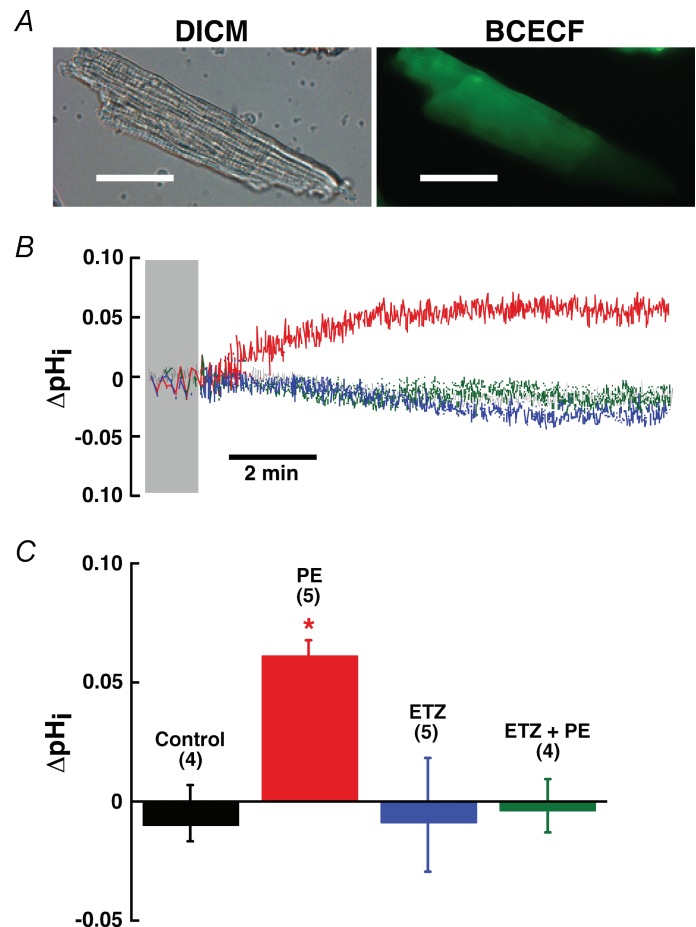 A
DICM
BCECF
B
0.10
0.05
0
-0.05
0.10
ΔpHi
2 min
C
0.10
0.05
0
-0.05
ΔpHi
Control
(4)
PE
(5)
*
ETZ
(5)
ETZ + PE
(4)